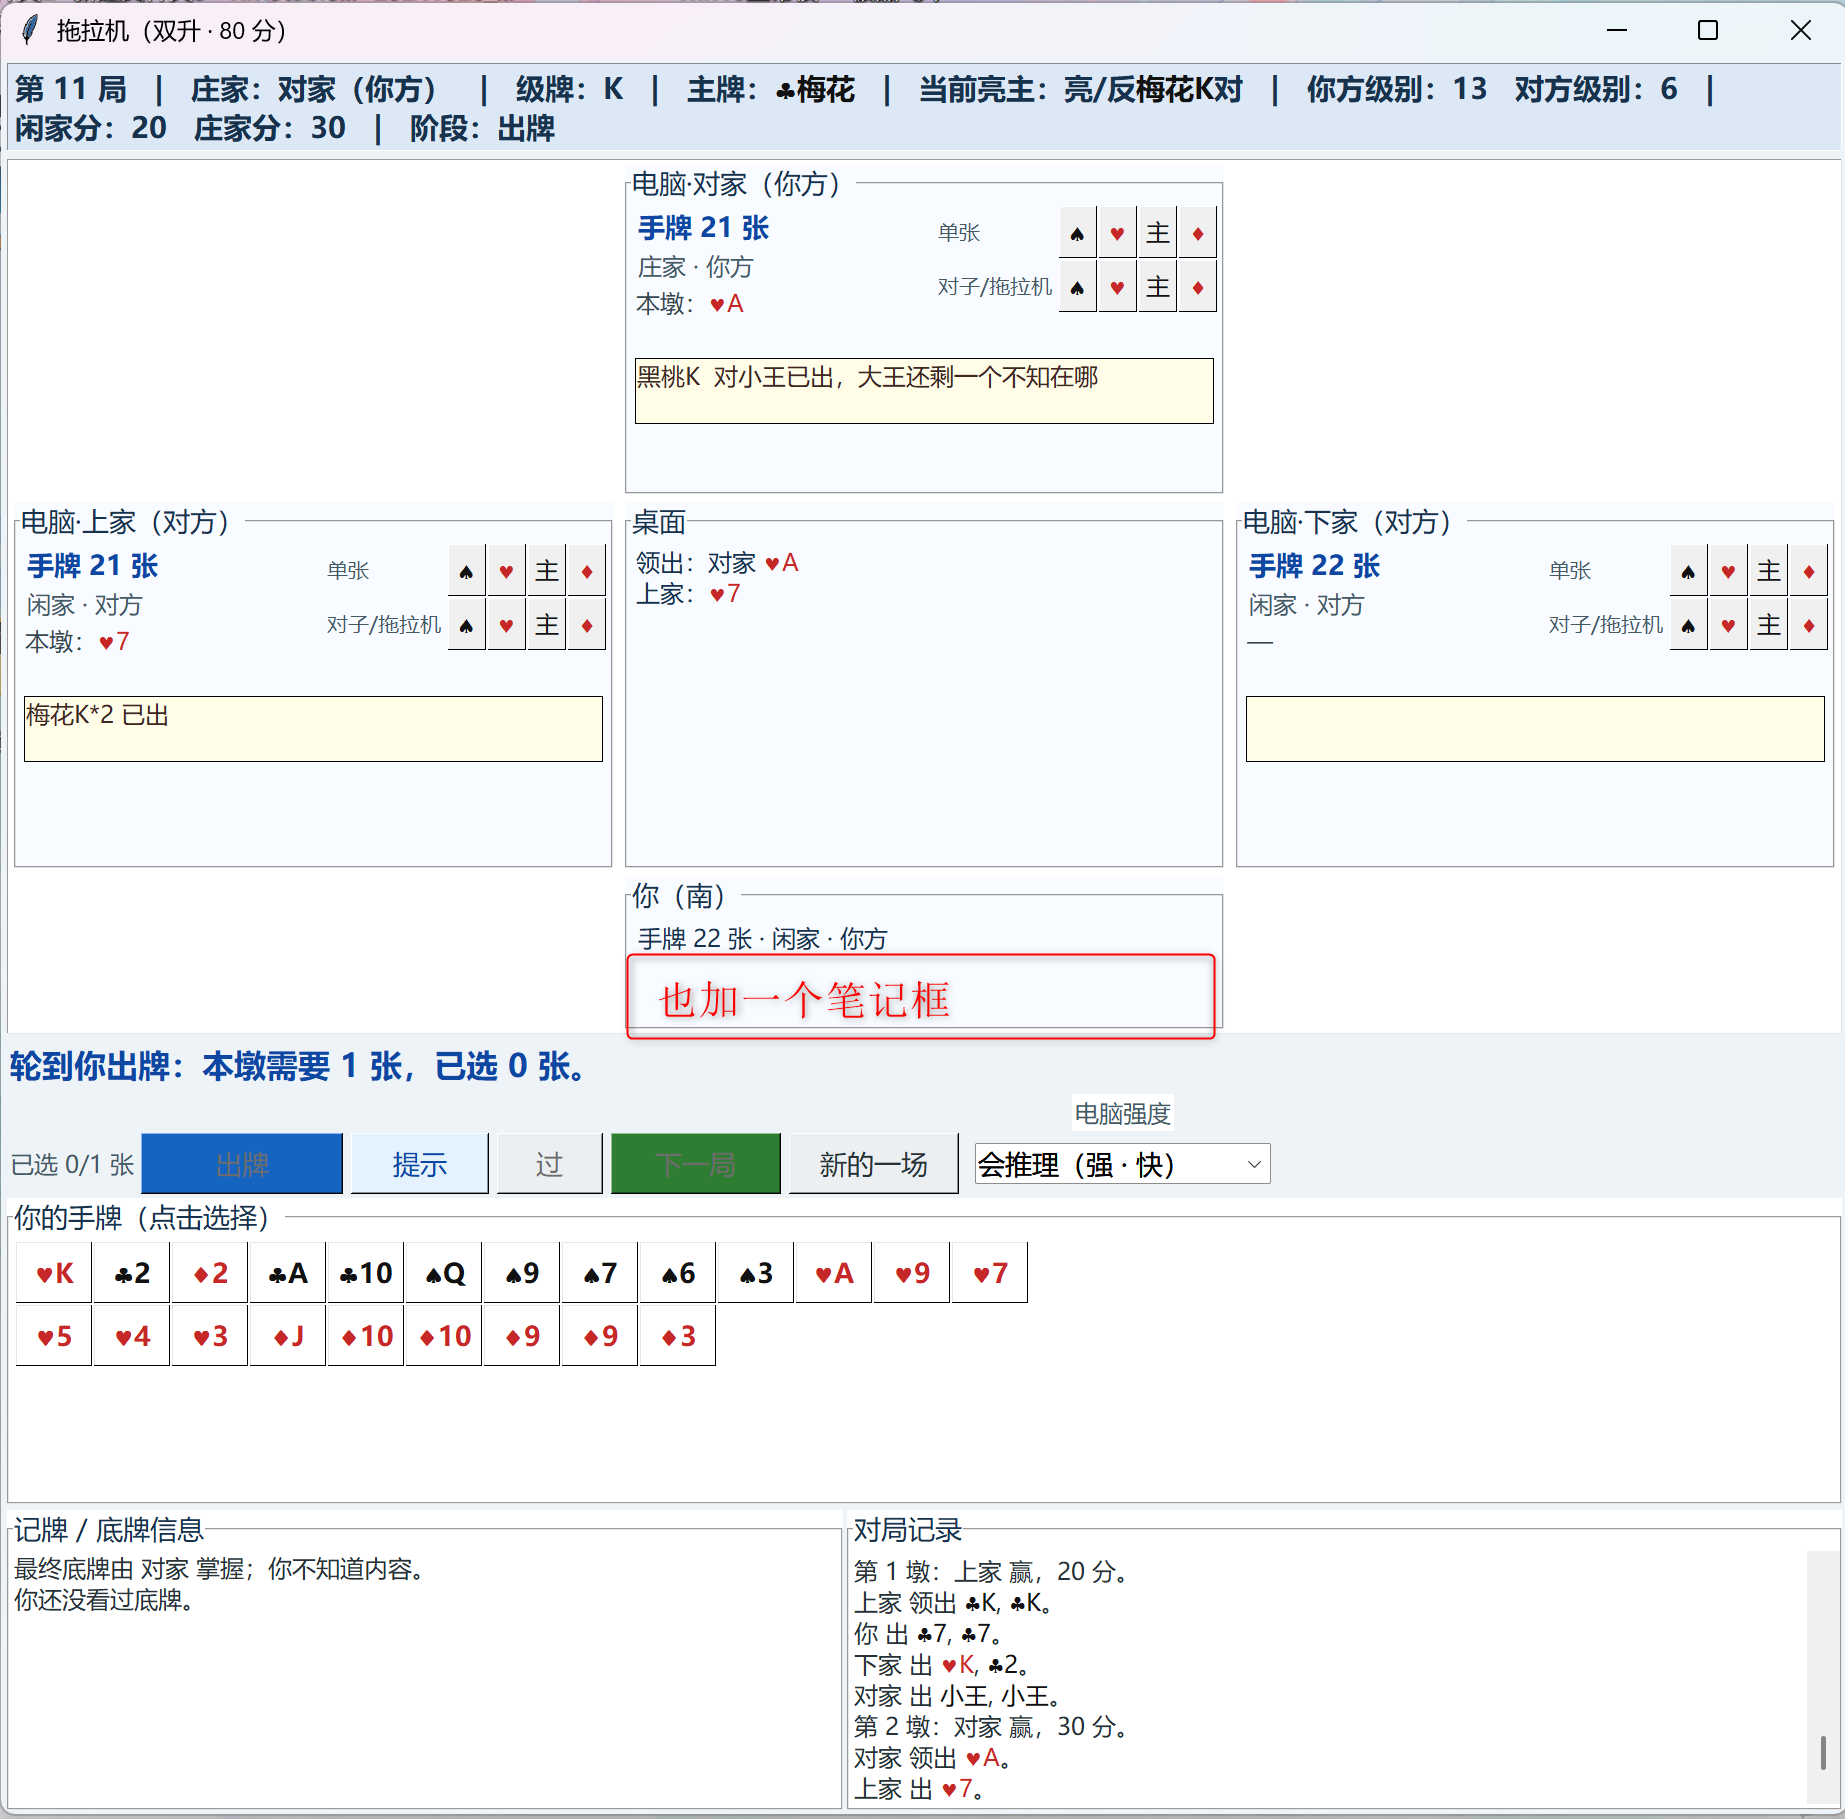 拖拉机（双升 · 80 分）
第 11 局 | 庄家：对家（你方） | 级牌：K | 主牌：♣梅花 | 当前亮主：亮/反梅花K对 | 你方级别：13 对方级别：6 |
闲家分：20 庄家分：30 | 阶段：出牌
电脑·对家（你方）
手牌 21 张
单张 ♠ ♥ 主 ♦
庄家 · 你方
对子/拖拉机 ♠ ♥ 主 ♦
本墩：♥A
黑桃K 对小王已出，大王还剩一个不知在哪
电脑·上家（对方）
手牌 21 张
单张 ♠ ♥ 主 ♦
闲家 · 对方
对子/拖拉机 ♠ ♥ 主 ♦
本墩：♥7
梅花K*2 已出
桌面
领出：对家 ♥A
上家：♥7
电脑·下家（对方）
手牌 22 张
单张 ♠ ♥ 主 ♦
闲家 · 对方
对子/拖拉机 ♠ ♥ 主 ♦
—
你（南）
手牌 22 张 · 闲家 · 你方
也加一个笔记框
轮到你出牌：本墩需要 1 张，已选 0 张。
电脑强度
已选 0/1 张 出牌 提示 过 下一局 新的一场 会推理（强 · 快）
你的手牌（点击选择）
♥K ♣2 ♦2 ♣A ♣10 ♠Q ♠9 ♠7 ♠6 ♠3 ♥A ♥9 ♥7
♥5 ♥4 ♥3 ♦J ♦10 ♦10 ♦9 ♦9 ♦3
记牌 / 底牌信息
最终底牌由 对家 掌握；你不知道内容。
你还没看过底牌。
对局记录
第 1 墩：上家 赢，20 分。
上家 领出 ♣K, ♣K。
你 出 ♣7, ♣7。
下家 出 ♥K, ♣2。
对家 出 小王, 小王。
第 2 墩：对家 赢，30 分。
对家 领出 ♥A。
上家 出 ♥7。